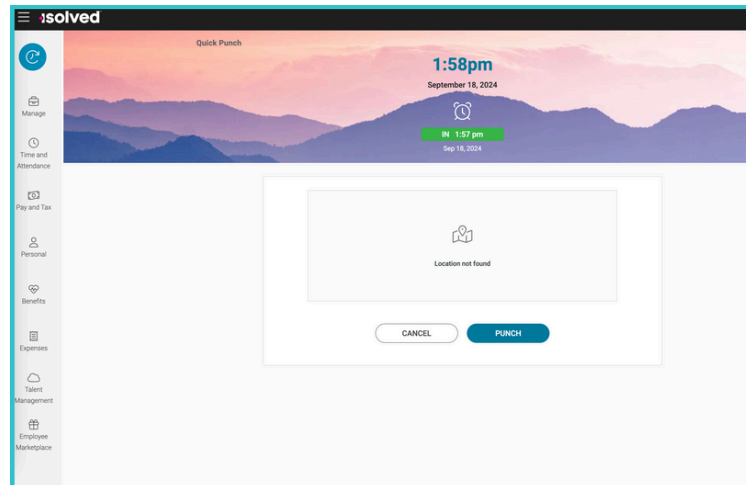 isolved
Quick Punch
1:58pm
September 18, 2024
IN 1:57 pm
Sep 18, 2024
Manage
Time and
Attendance
Pay and Tax
Personal
Benefits
Expenses
Talent
Management
Employee
Marketplace
Location not found
CANCEL
PUNCH